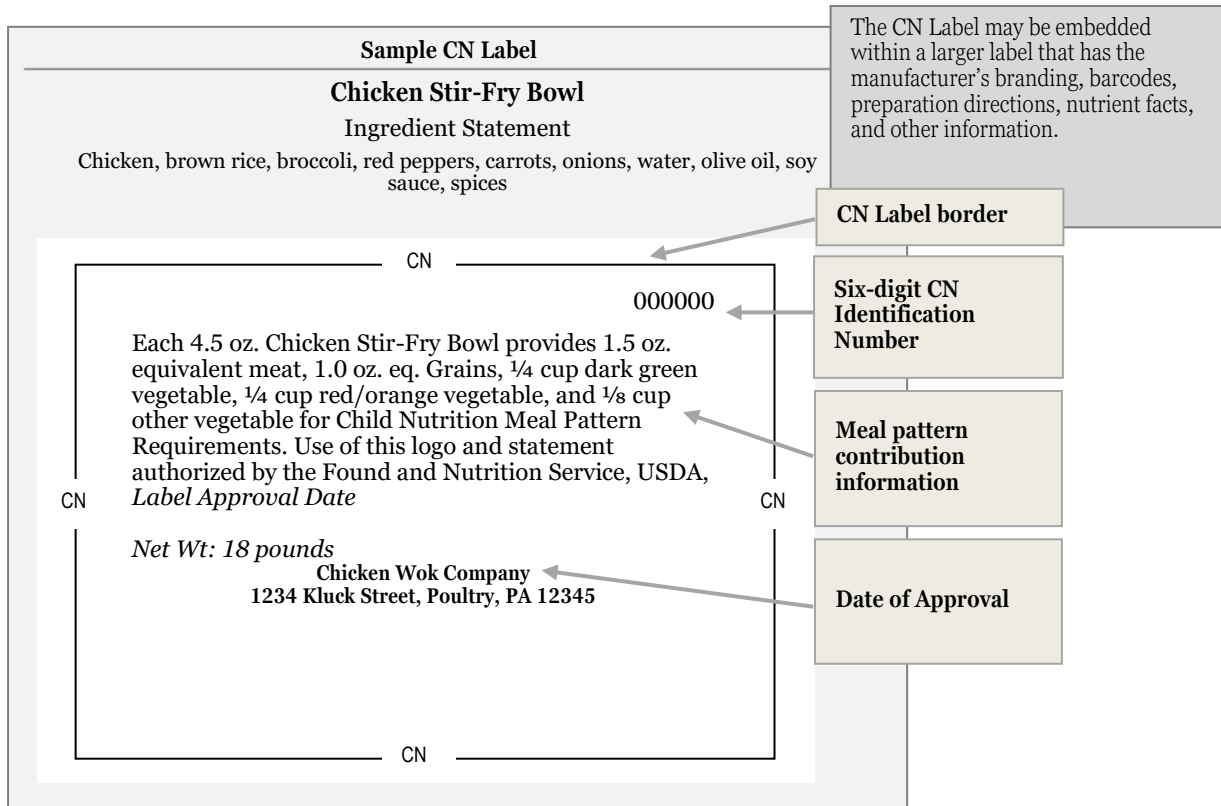 Sample CN Label
Chicken Stir-Fry Bowl
Ingredient Statement
Chicken, brown rice, broccoli, red peppers, carrots, onions, water, olive oil, soy
sauce, spices
The CN Label may be embedded
within a larger label that has the
manufacturer’s branding, barcodes,
preparation directions, nutrient facts,
and other information.
CN Label border
CN
000000
Six-digit CN
Identification
Number
Each 4.5 oz. Chicken Stir-Fry Bowl provides 1.5 oz.
equivalent meat, 1.0 oz. eq. Grains, ¼ cup dark green
vegetable, ¼ cup red/orange vegetable, and ⅛ cup
other vegetable for Child Nutrition Meal Pattern
Requirements. Use of this logo and statement
authorized by the Found and Nutrition Service, USDA,
Label Approval Date
Meal pattern
contribution
information
CN
CN
Net Wt: 18 pounds
Chicken Wok Company
1234 Kluck Street, Poultry, PA 12345
Date of Approval
CN